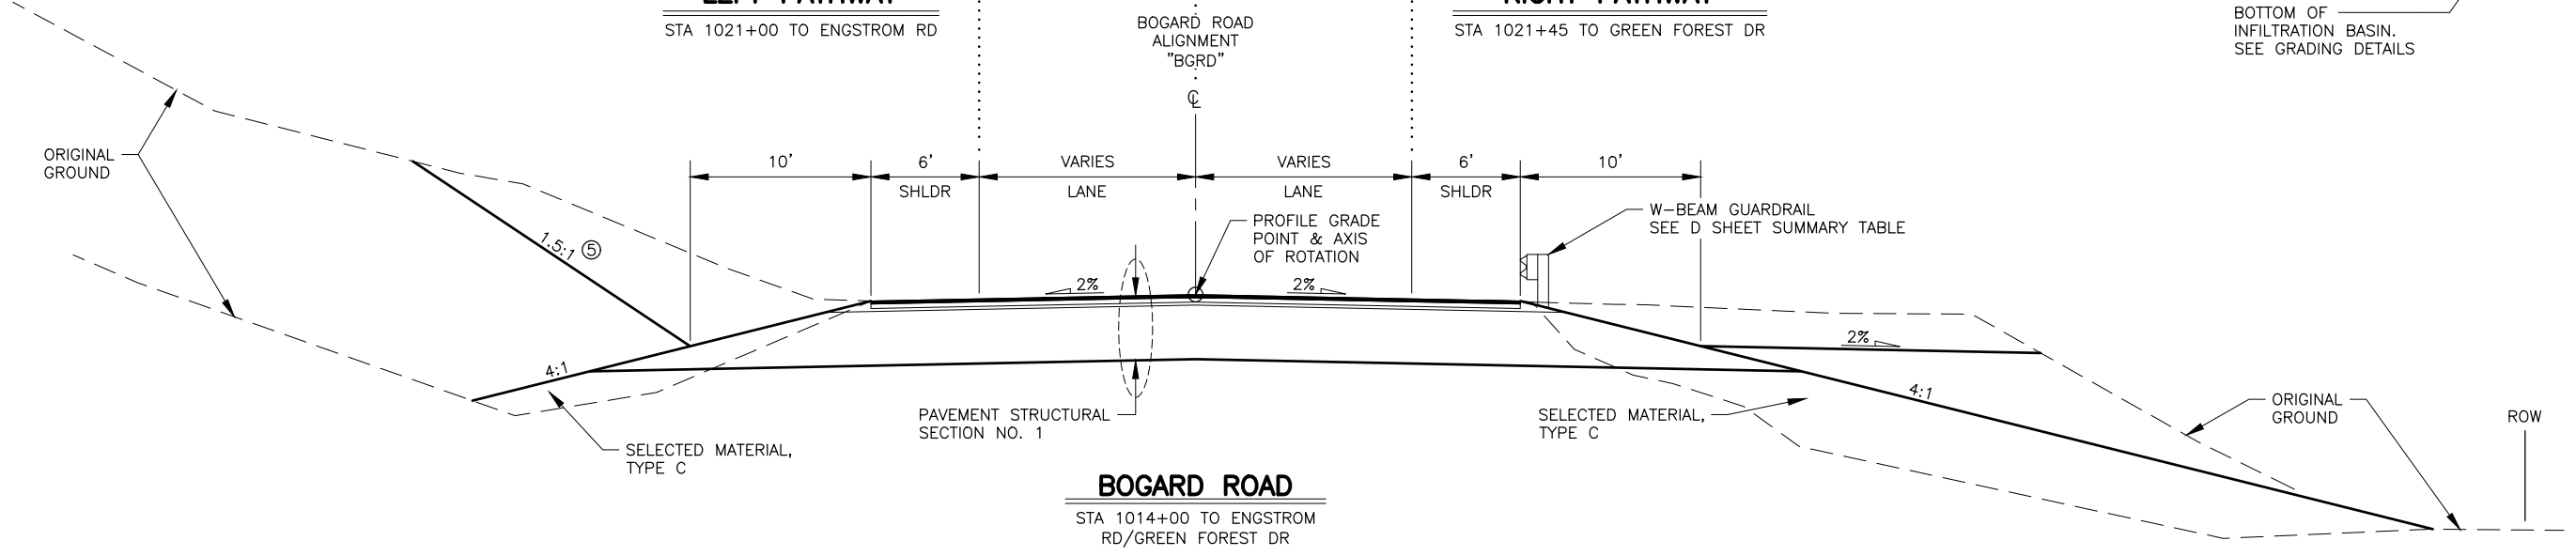 STA 1021+00 TO ENGSTROM RD
BOGARD ROAD
ALIGNMENT
"BGRD"
℄
STA 1021+45 TO GREEN FOREST DR
BOTTOM OF
INFILTRATION BASIN.
SEE GRADING DETAILS
ORIGINAL
GROUND
10'
6'
SHLDR
VARIES
LANE
VARIES
LANE
6'
SHLDR
10'
W-BEAM GUARDRAIL
SEE D SHEET SUMMARY TABLE
PROFILE GRADE
POINT & AXIS
OF ROTATION
1.5:1 ⑤
2%
2%
2%
4:1
4:1
PAVEMENT STRUCTURAL
SECTION NO. 1
SELECTED MATERIAL,
TYPE C
SELECTED MATERIAL,
TYPE C
ORIGINAL
GROUND
ROW
BOGARD ROAD
STA 1014+00 TO ENGSTROM
RD/GREEN FOREST DR